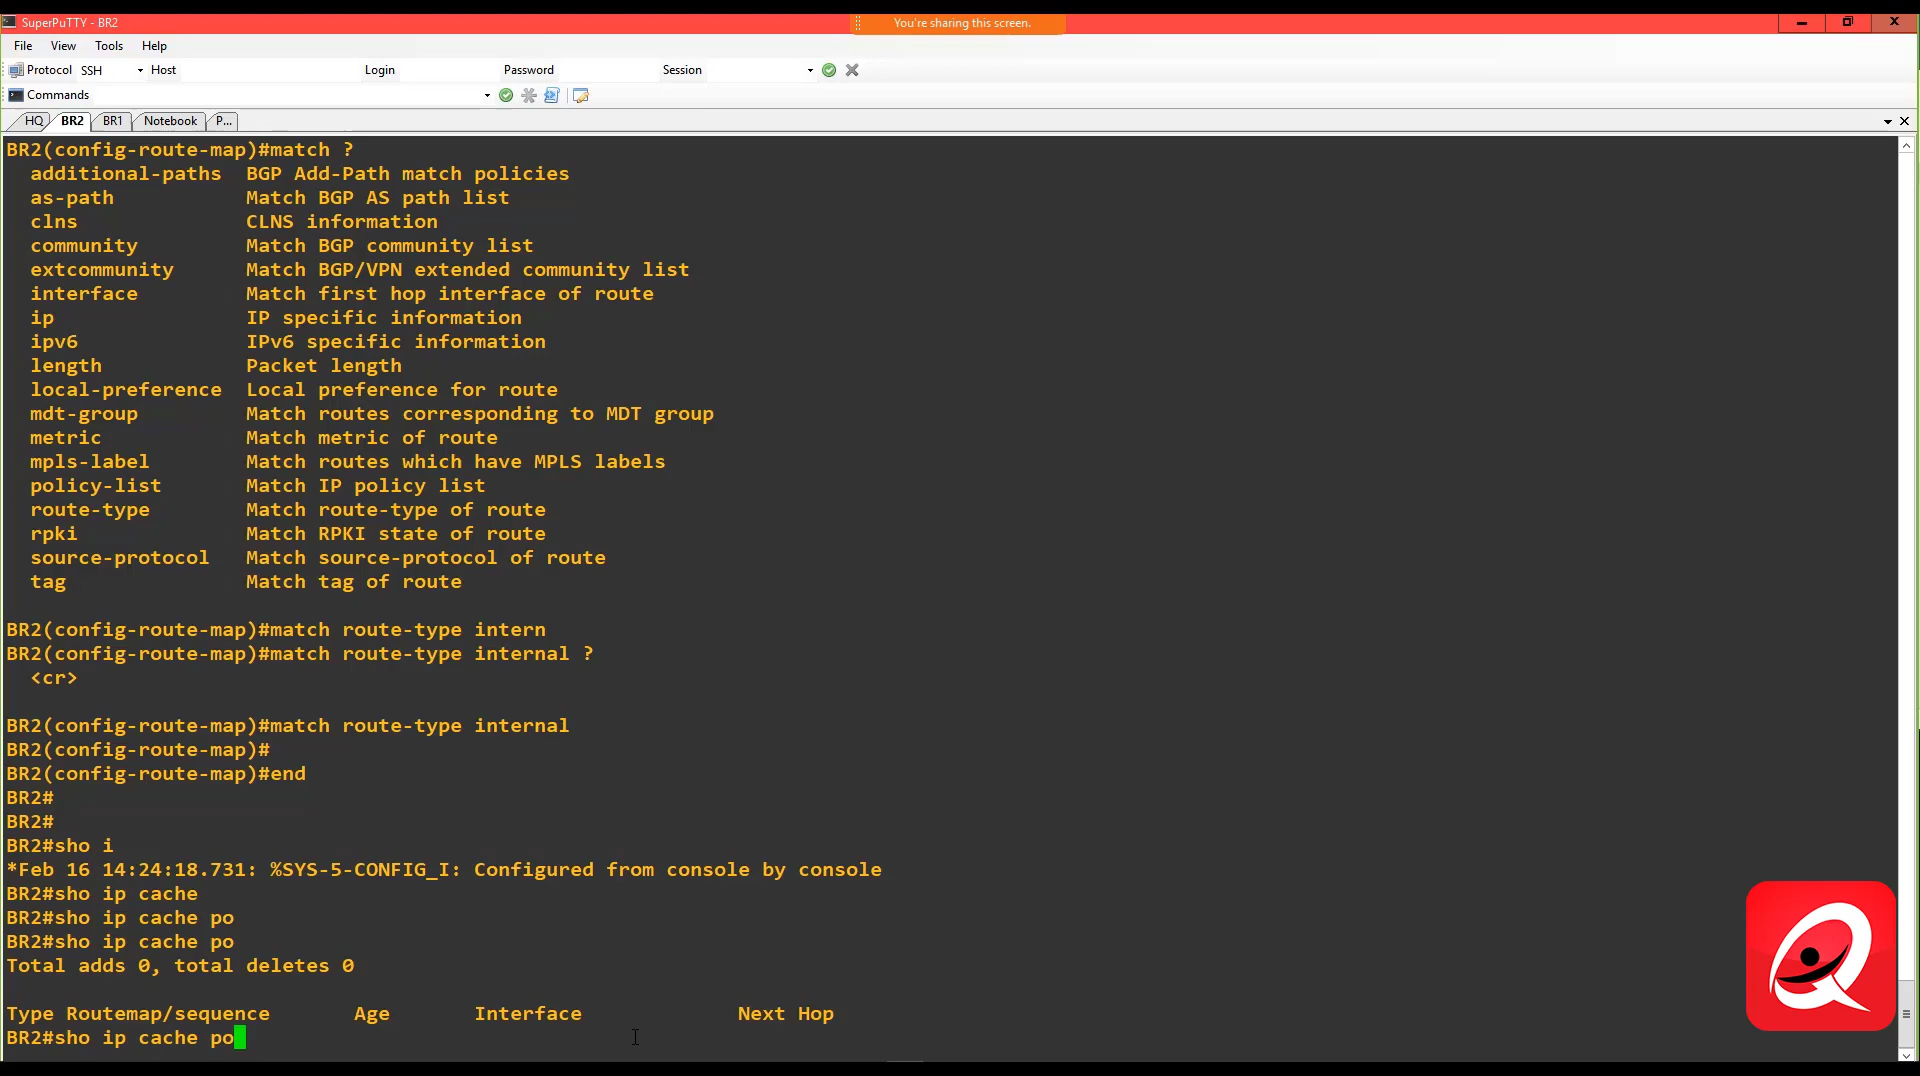 SuperPuTTY - BR2
You're sharing this screen.
File View Tools Help
Protocol SSH Host Login Password Session
Commands
HQ BR2 BR1 Notebook P...
BR2(config-route-map)#match ?
additional-paths BGP Add-Path match policies
as-path Match BGP AS path list
clns CLNS information
community Match BGP community list
extcommunity Match BGP/VPN extended community list
interface Match first hop interface of route
ip IP specific information
ipv6 IPv6 specific information
length Packet length
local-preference Local preference for route
mdt-group Match routes corresponding to MDT group
metric Match metric of route
mpls-label Match routes which have MPLS labels
policy-list Match IP policy list
route-type Match route-type of route
rpki Match RPKI state of route
source-protocol Match source-protocol of route
tag Match tag of route
BR2(config-route-map)#match route-type intern
BR2(config-route-map)#match route-type internal ?
<cr>
BR2(config-route-map)#match route-type internal
BR2(config-route-map)#
BR2(config-route-map)#end
BR2#
BR2#
BR2#sho i
*Feb 16 14:24:18.731: %SYS-5-CONFIG_I: Configured from console by console
BR2#sho ip cache
BR2#sho ip cache po
BR2#sho ip cache po
Total adds 0, total deletes 0
Type Routemap/sequence Age Interface Next Hop
BR2#sho ip cache po